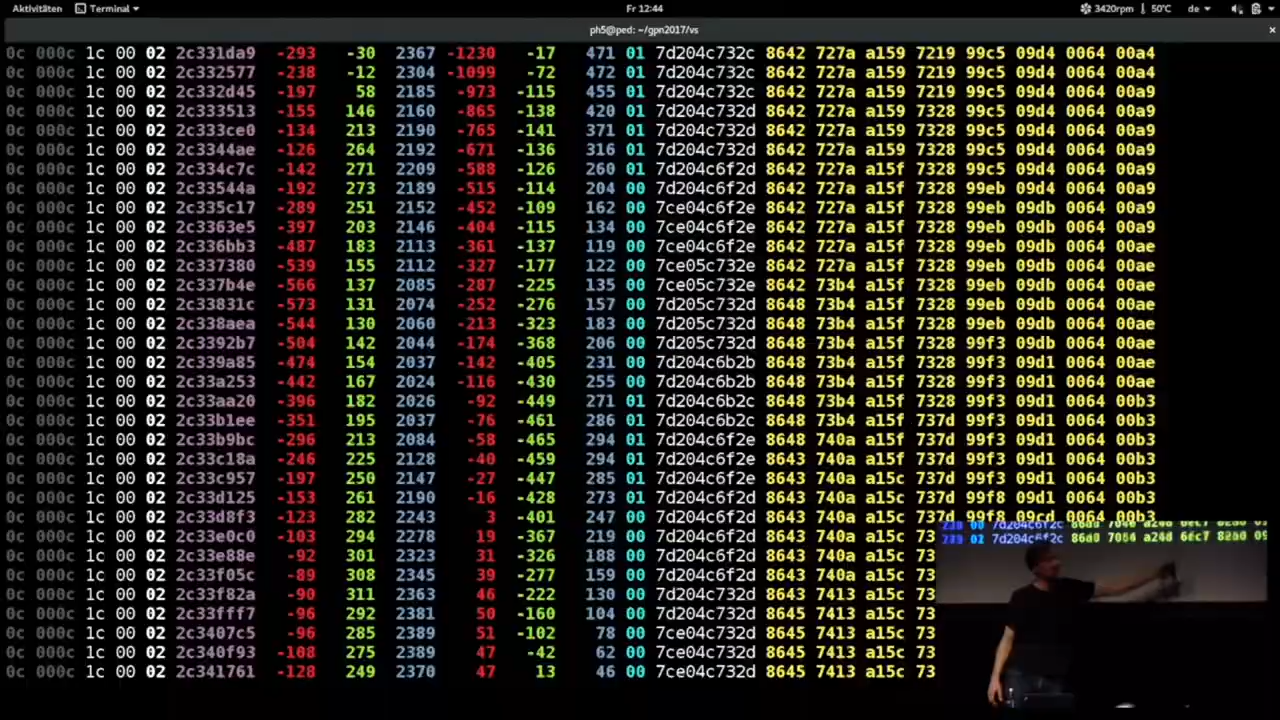 Aktivitäten Terminal Fr 12:44 3420rpm 50°C de
ph5@ped: ~/gpn2017/vs ×
0c 000c 1c 00 02 2c331da9 -293 -30 2367 -1230 -17 471 01 7d204c732c 8642 727a a159 7219 99c5 09d4 0064 00a4
0c 000c 1c 00 02 2c332577 -238 -12 2304 -1099 -72 472 01 7d204c732c 8642 727a a159 7219 99c5 09d4 0064 00a4
0c 000c 1c 00 02 2c332d45 -197 58 2185 -973 -115 455 01 7d204c732c 8642 727a a159 7219 99c5 09d4 0064 00a9
0c 000c 1c 00 02 2c333513 -155 146 2160 -865 -138 420 01 7d204c732d 8642 727a a159 7328 99c5 09d4 0064 00a9
0c 000c 1c 00 02 2c333ce0 -134 213 2190 -765 -141 371 01 7d204c732d 8642 727a a159 7328 99c5 09d4 0064 00a9
0c 000c 1c 00 02 2c3344ae -126 264 2192 -671 -136 316 01 7d204c732d 8642 727a a159 7328 99c5 09d4 0064 00a9
0c 000c 1c 00 02 2c334c7c -142 271 2209 -588 -126 260 01 7d204c6f2d 8642 727a a15f 7328 99c5 09d4 0064 00a9
0c 000c 1c 00 02 2c33544a -192 273 2189 -515 -114 204 00 7d204c6f2d 8642 727a a15f 7328 99eb 09d4 0064 00a9
0c 000c 1c 00 02 2c335c17 -289 251 2152 -452 -109 162 00 7ce04c6f2e 8642 727a a15f 7328 99eb 09db 0064 00a9
0c 000c 1c 00 02 2c3363e5 -397 203 2146 -404 -115 134 00 7ce04c6f2e 8642 727a a15f 7328 99eb 09db 0064 00a9
0c 000c 1c 00 02 2c336bb3 -487 183 2113 -361 -137 119 00 7ce04c6f2e 8642 727a a15f 7328 99eb 09db 0064 00ae
0c 000c 1c 00 02 2c337380 -539 155 2112 -327 -177 122 00 7ce05c732e 8642 727a a15f 7328 99eb 09db 0064 00ae
0c 000c 1c 00 02 2c337b4e -566 137 2085 -287 -225 135 00 7ce05c732e 8642 73b4 a15f 7328 99eb 09db 0064 00ae
0c 000c 1c 00 02 2c33831c -573 131 2074 -252 -276 157 00 7d205c732d 8648 73b4 a15f 7328 99eb 09db 0064 00ae
0c 000c 1c 00 02 2c338aea -544 130 2060 -213 -323 183 00 7d205c732d 8648 73b4 a15f 7328 99eb 09db 0064 00ae
0c 000c 1c 00 02 2c3392b7 -504 142 2044 -174 -368 206 00 7d205c732d 8648 73b4 a15f 7328 99f3 09db 0064 00ae
0c 000c 1c 00 02 2c339a85 -474 154 2037 -142 -405 231 00 7d204c6b2b 8648 73b4 a15f 7328 99f3 09d1 0064 00ae
0c 000c 1c 00 02 2c33a253 -442 167 2024 -116 -430 255 00 7d204c6b2b 8648 73b4 a15f 7328 99f3 09d1 0064 00ae
0c 000c 1c 00 02 2c33aa20 -396 182 2026 -92 -449 271 00 7d204c6b2c 8648 73b4 a15f 7328 99f3 09d1 0064 00b3
0c 000c 1c 00 02 2c33b1ee -351 195 2037 -76 -461 286 00 7d204c6b2c 8648 73b4 a15f 737d 99f3 09d1 0064 00b3
0c 000c 1c 00 02 2c33b9bc -296 213 2084 -58 -465 294 01 7d204c6f2e 8648 740a a15f 737d 99f3 09d1 0064 00b3
0c 000c 1c 00 02 2c33c18a -246 225 2128 -40 -459 294 01 7d204c6f2e 8643 740a a15f 737d 99f3 09d1 0064 00b3
0c 000c 1c 00 02 2c33c957 -197 250 2147 -27 -447 285 01 7d204c6f2d 8643 740a a15f 737d 99f3 09d1 0064 00b3
0c 000c 1c 00 02 2c33d125 -153 261 2190 -16 -428 273 01 7d204c6f2d 8643 740a a15f 737d 99f8 09d1 0064 00b3
0c 000c 1c 00 02 2c33d8f3 -123 282 2243 3 -401 247 00 7d204c6f2d 8643 740a a15f 737d 99f8 09cd 0064 00b3
0c 000c 1c 00 02 2c33e0c0 -103 294 2278 19 -367 219 00 7d204c6f2d 8643 740a a15f 73
0c 000c 1c 00 02 2c33e88e -92 301 2323 31 -326 188 00 7d204c6f2d 8643 740a a15f 73
0c 000c 1c 00 02 2c33f05c -89 308 2345 39 -277 159 00 7d204c6f2d 8643 740a a15f 73
0c 000c 1c 00 02 2c33f82a -90 311 2363 46 -222 130 00 7ce04c732d 8645 7413 a15c 73
0c 000c 1c 00 02 2c33fff7 -96 292 2381 50 -160 104 00 7ce04c732d 8645 7413 a15c 73
0c 000c 1c 00 02 2c3407c5 -96 285 2389 51 -102 78 00 7ce04c732d 8645 7413 a15c 73
0c 000c 1c 00 02 2c340f93 -108 275 2389 47 -42 62 00 7ce04c732d 8645 7413 a15c 73
0c 000c 1c 00 02 2c341761 -128 249 2370 47 13 46 00 7ce04c732d 8645 7413 a15c 73
00 7d204c6f2c
7d204c6f2c